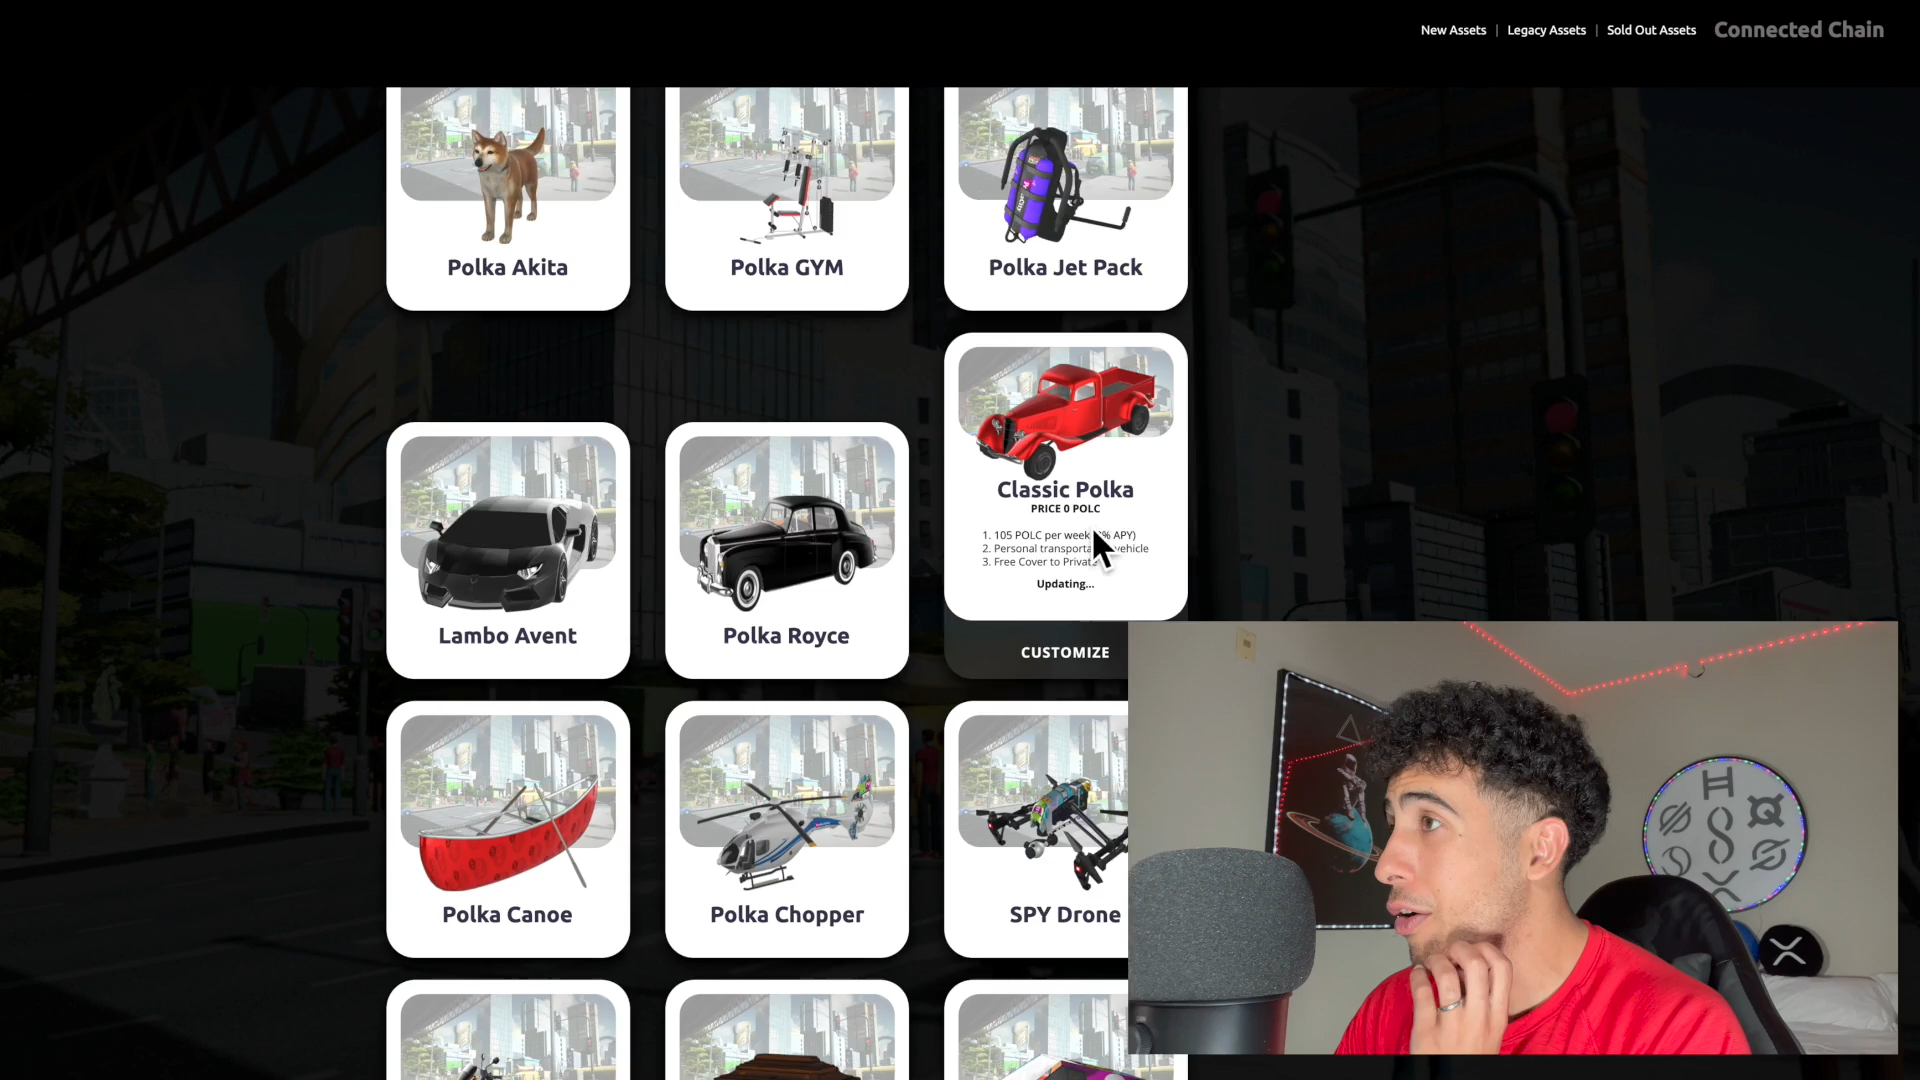 New Assets | Legacy Assets | Sold Out Assets Connected Chain
Polka Akita
Polka GYM
Polka Jet Pack
Classic Polka
PRICE 0 POLC
1. 105 POLC per week % APY)
2. Personal vehicle
3. Free Cover to
Updating...
CUSTOMIZE
Lambo Avent
Polka Royce
Polka Canoe
Polka Chopper
SPY Drone